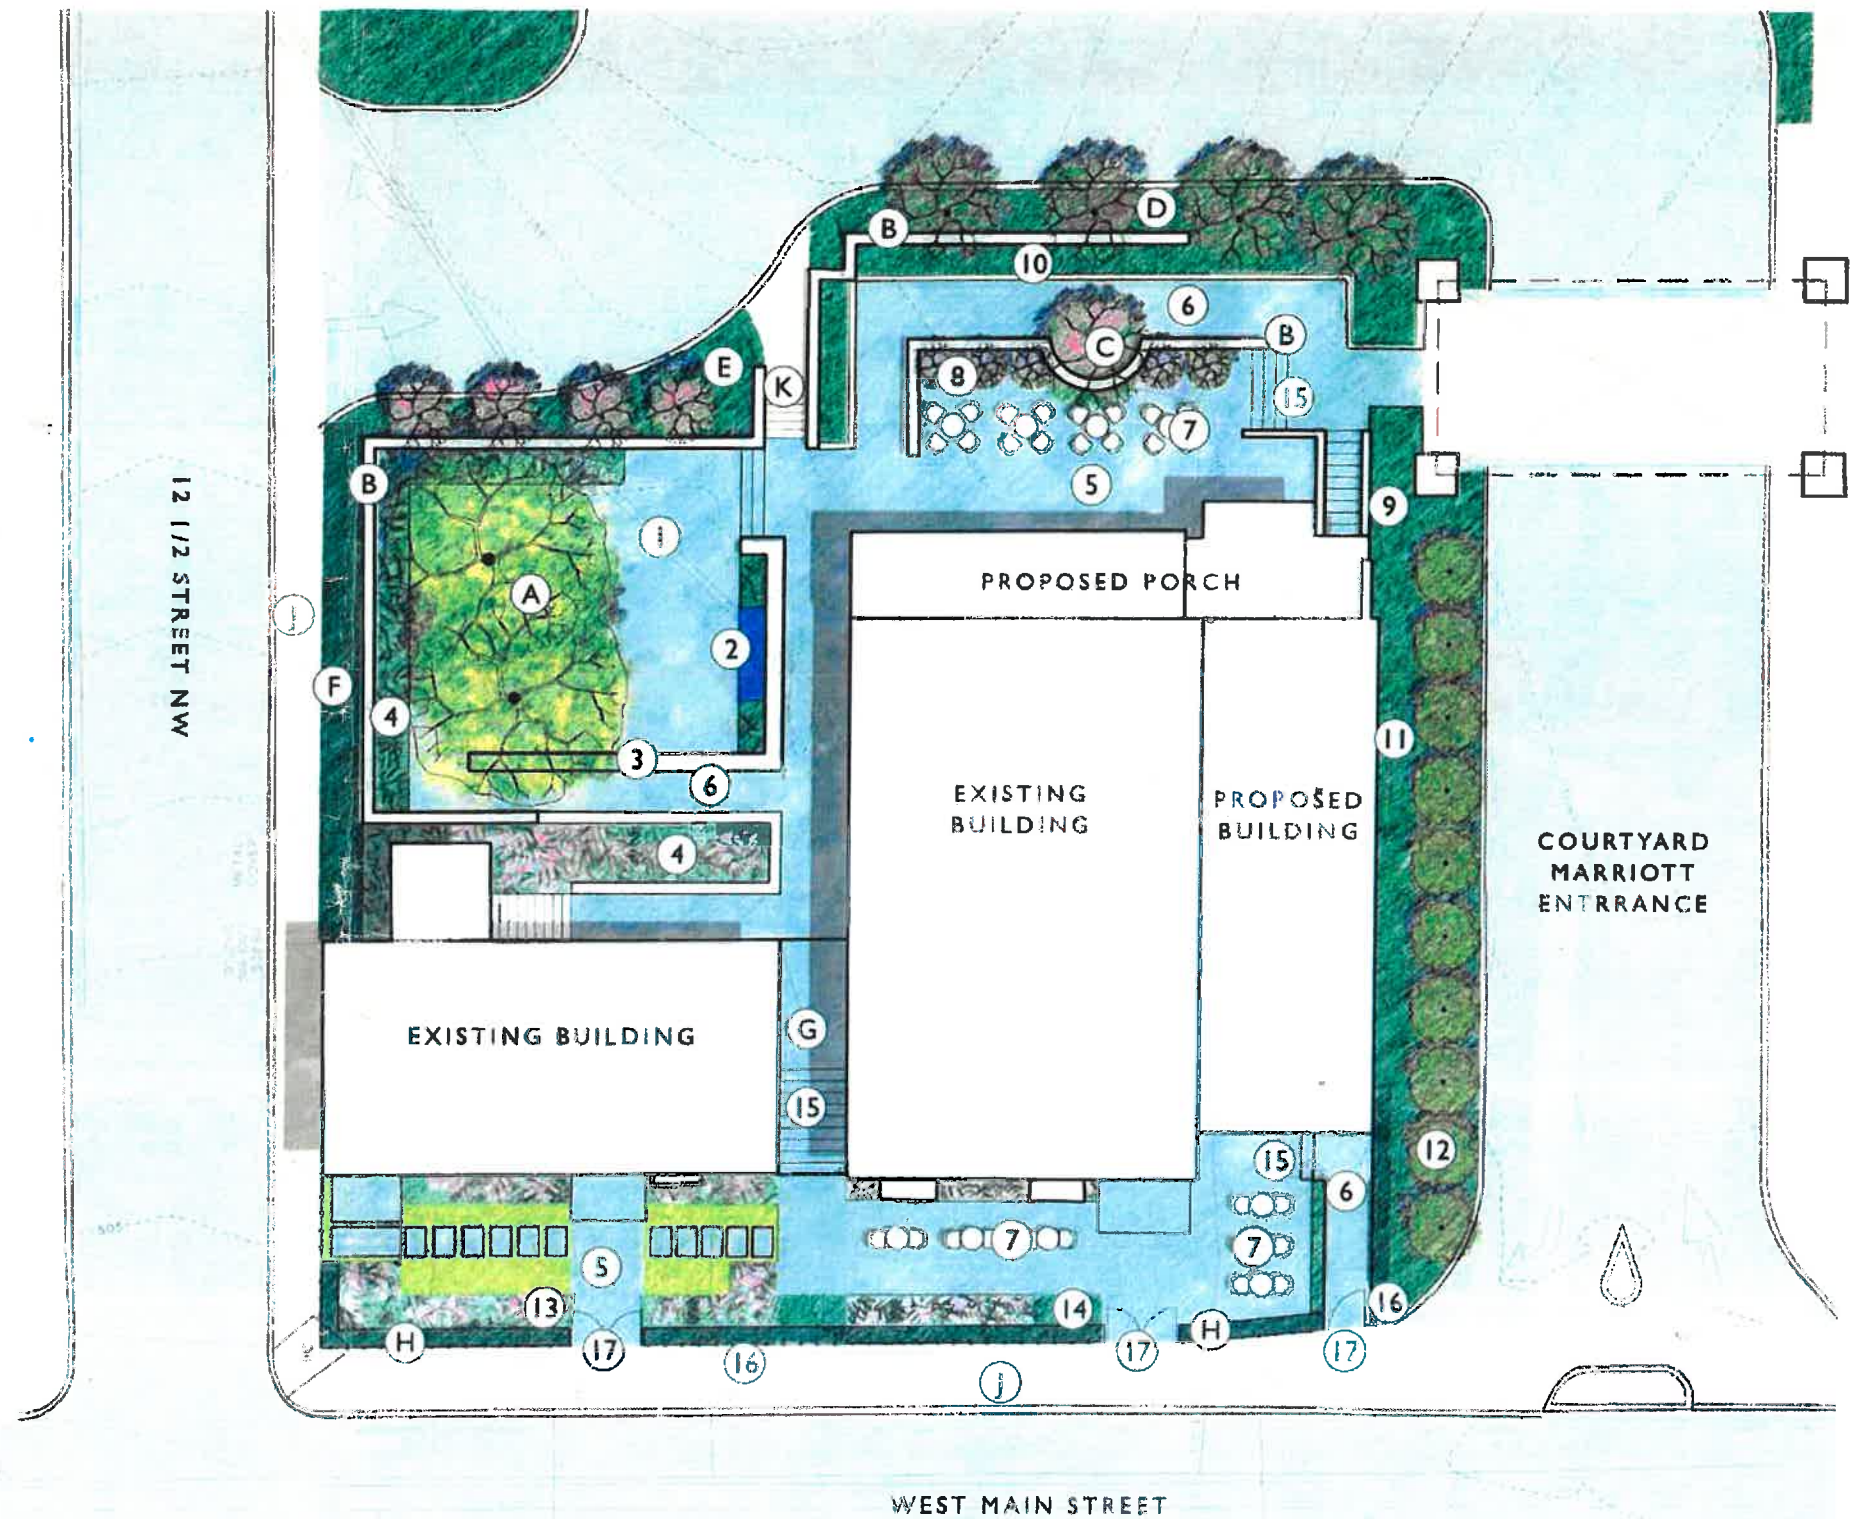 D
B
10
6
B
C
E
K
8
15
7
B
5
9
12 1/2 STREET NW
1
A
PROPOSED PORCH
2
F
4
11
3
6
EXISTING
BUILDING
PROPOSED
BUILDING
4
COURTYARD
MARRIOTT
ENTRRANCE
G
EXISTING BUILDING
15
12
15
6
7
7
5
13
14
16
H
17
16
17
H
17
j
WEST MAIN STREET